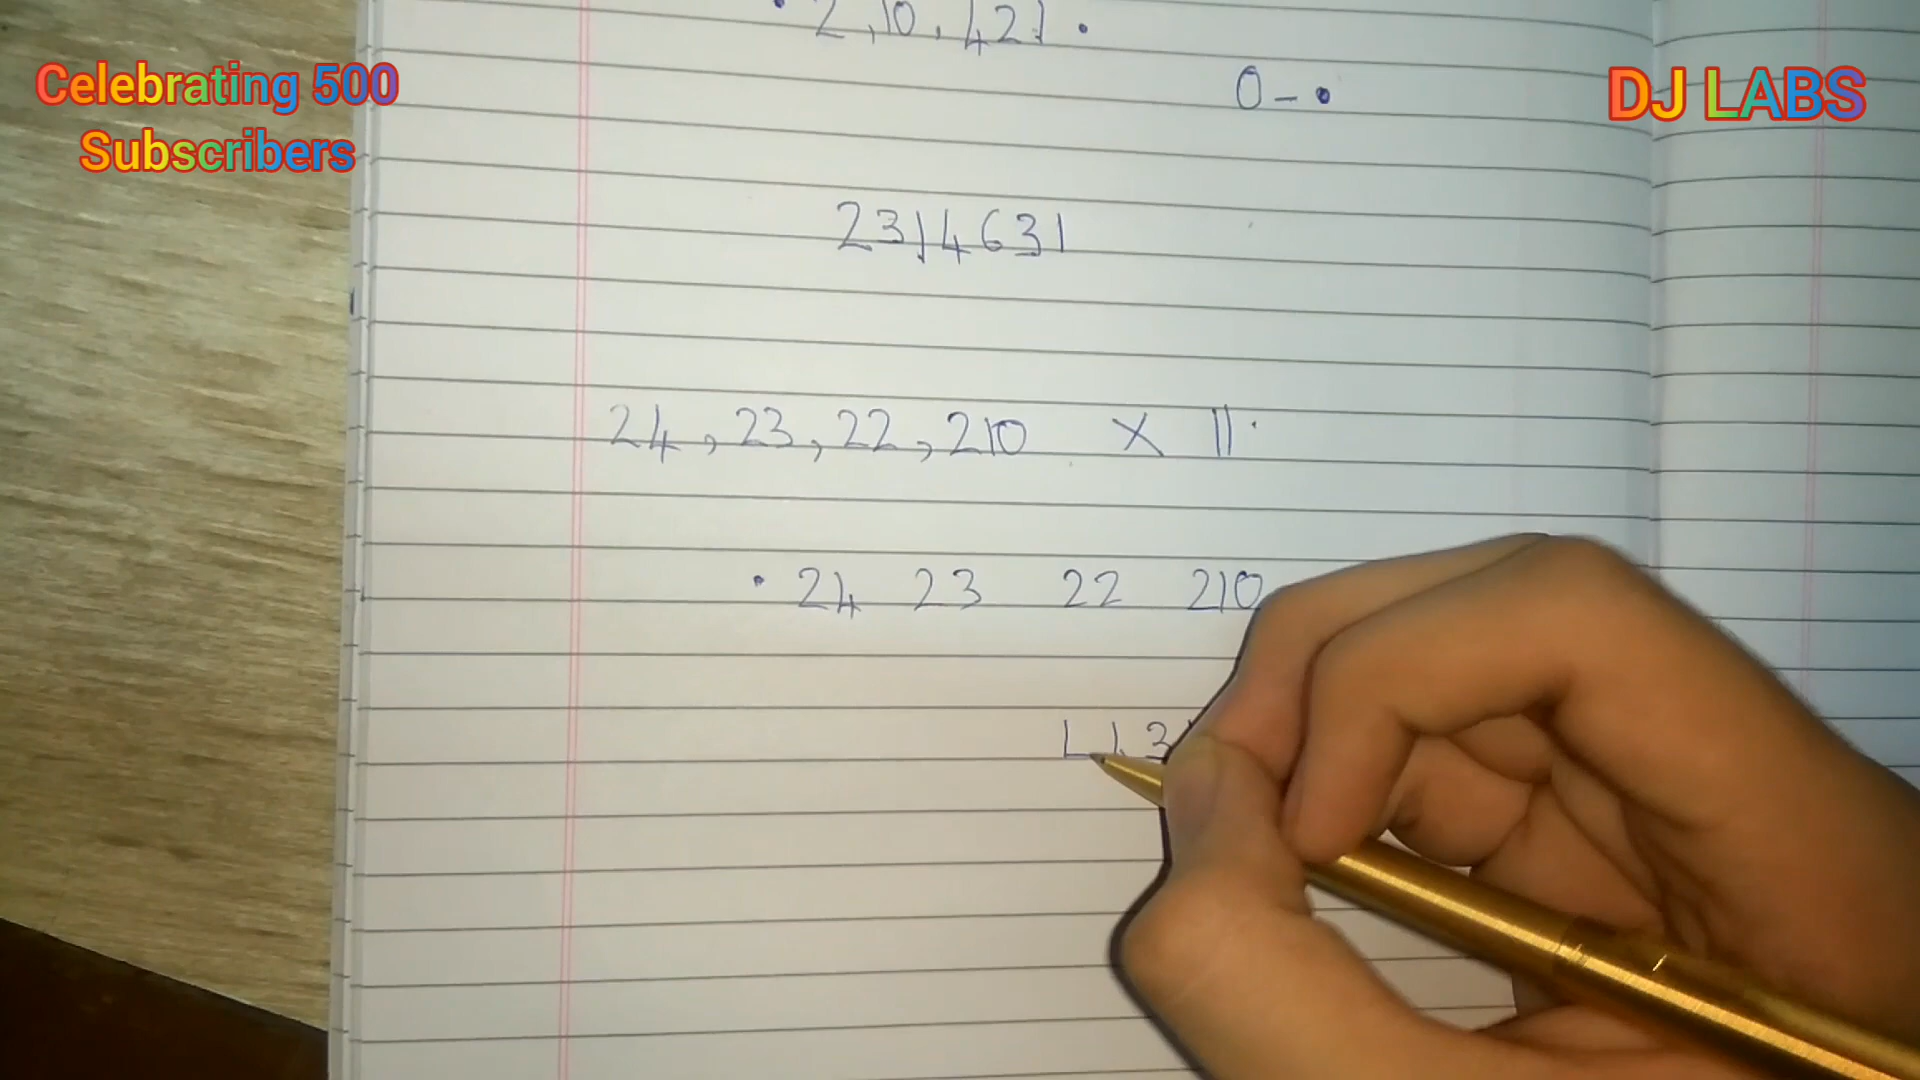 Celebrating 500
Subscribers
DJ LABS
· 2,10,421 ·
0 - •
2314631
24, 23, 22, 210 x 11
· 24 23 22 210